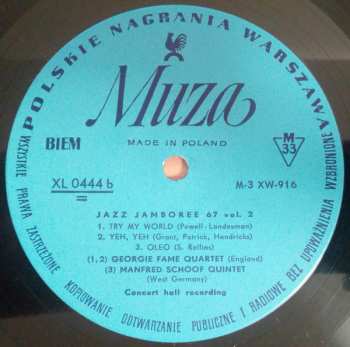 POLSKIE NAGRANIA WARSZAWA
Muza
MADE IN POLAND
BIEM
M
33
XL 0444 b
M-3 XW-916
JAZZ JAMBOREE 67 vol. 2
1. TRY MY WORLD (Powell-Landesman)
2. YEH, YEH (Grant, Patrick, Hendricks)
3. OLEO (S. Rollins)
(1,2) GEORGIE FAME QUARTET (England)
(3) MANFRED SCHOOF QUINTET
(West Germany)
Concert hall recording
WSZYSTKIE PRAWA ZASTRZEŻONE KOPIOWANIE ODTWARZANIE PUBLICZNE I RADIOWE BEZ UPOWAŻNIENIA WZBRONIONE